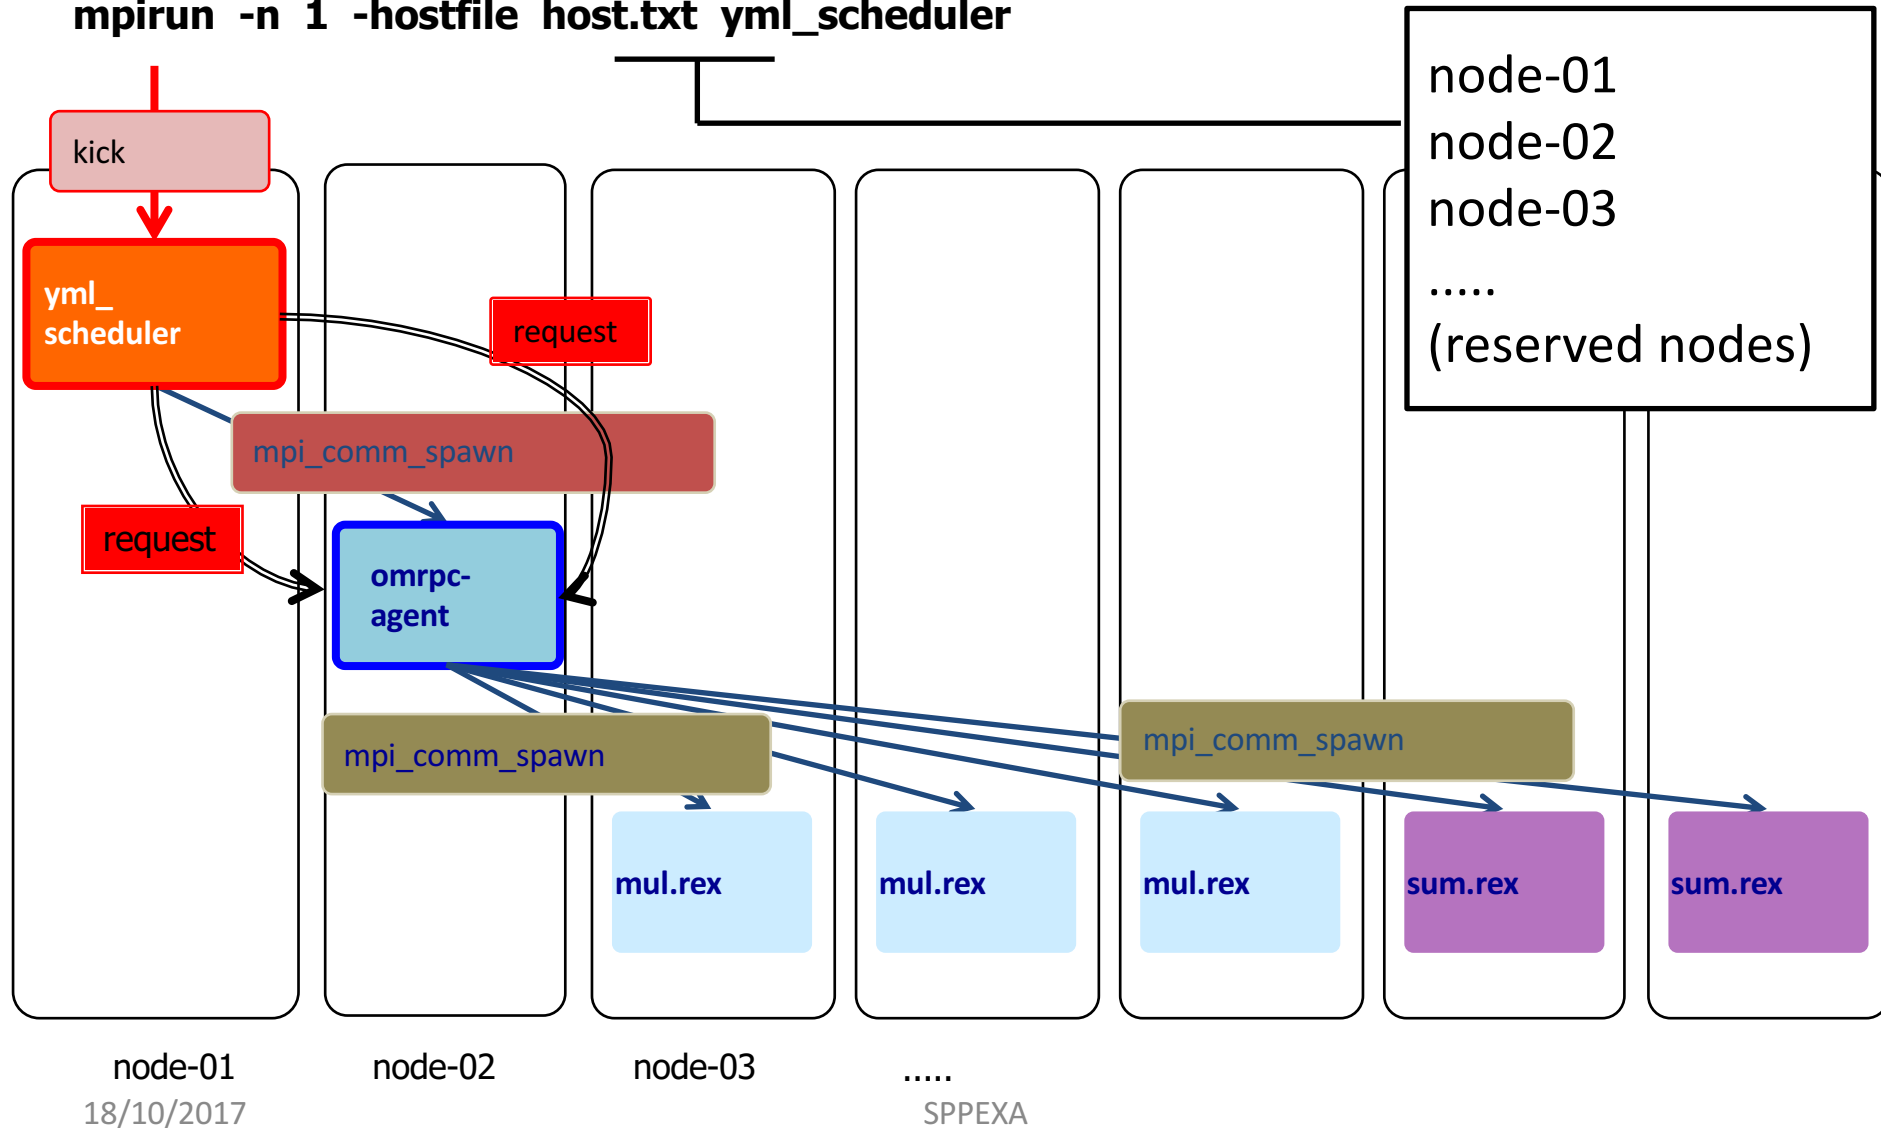 mpirun -n 1 -hostfile host.txt yml_scheduler
node-01
node-02
node-03
.....
(reserved nodes)
kick
yml_
scheduler
request
mpi_comm_spawn
request
omrpc-
agent
mpi_comm_spawn
mpi_comm_spawn
mul.rex
mul.rex
mul.rex
sum.rex
sum.rex
node-01
node-02
node-03
.....
18/10/2017
SPPEXA